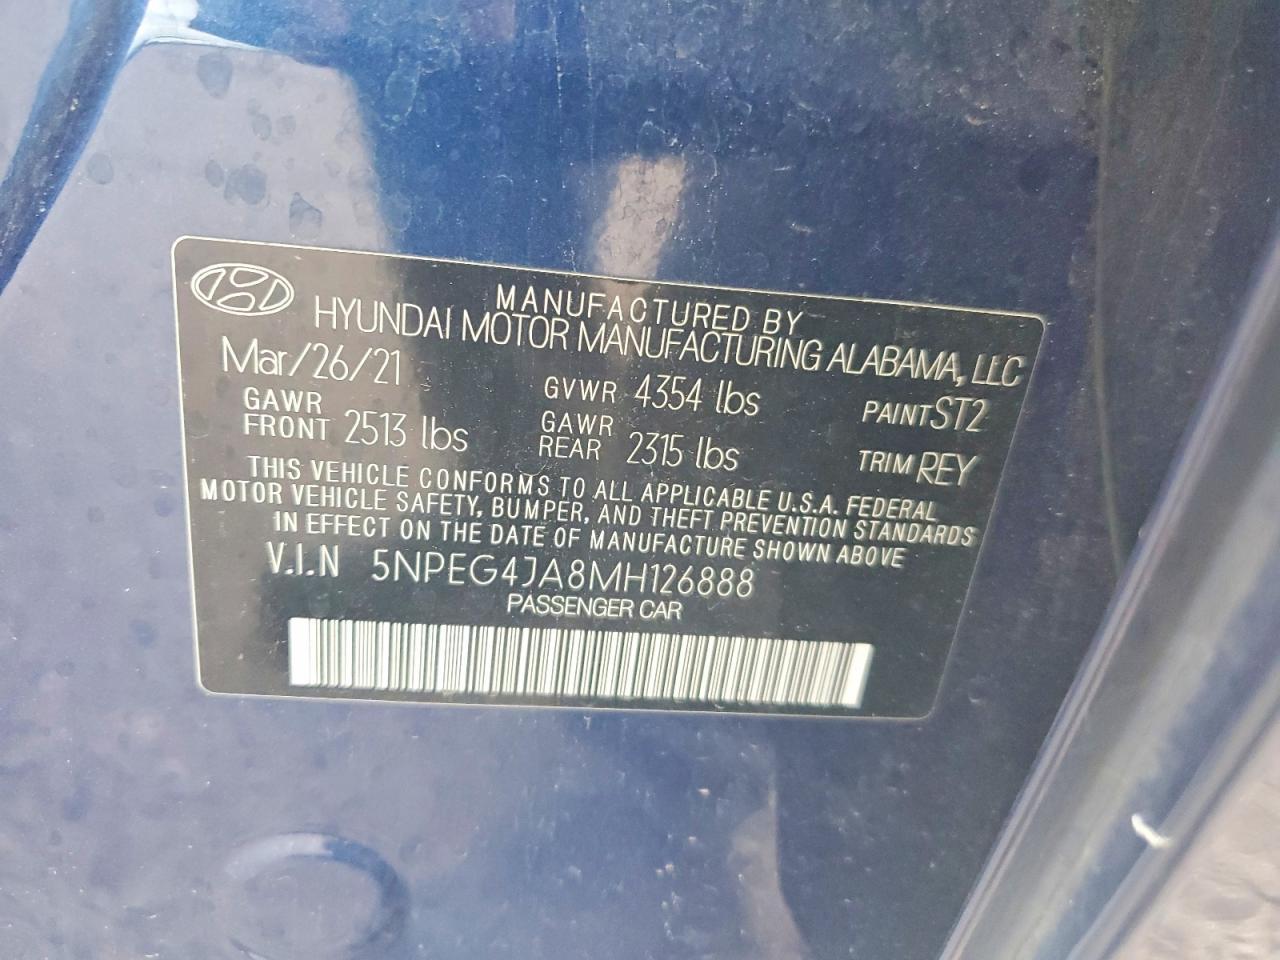 MANUFACTURED BY
HYUNDAI MOTOR MANUFACTURING ALABAMA, LLC
Mar/26/21 GVWR 4354 lbs PAINT ST2
GAWR FRONT 2513 lbs GAWR REAR 2315 lbs TRIM REY
THIS VEHICLE CONFORMS TO ALL APPLICABLE U.S.A. FEDERAL
MOTOR VEHICLE SAFETY, BUMPER, AND THEFT PREVENTION STANDARDS
IN EFFECT ON THE DATE OF MANUFACTURE SHOWN ABOVE
V.I.N 5NPEG4JA8MH126888
PASSENGER CAR